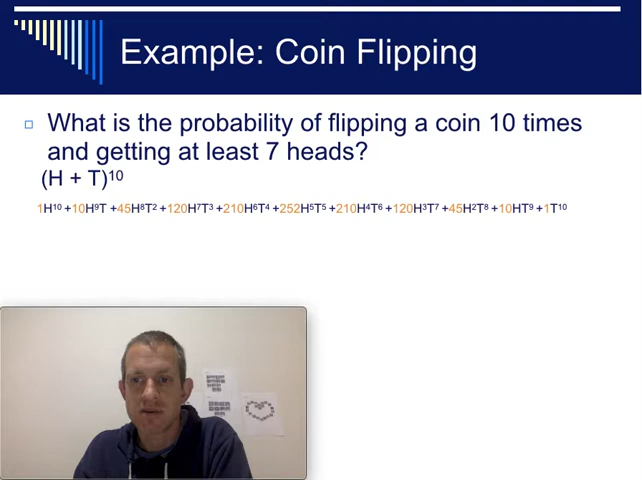 Example: Coin Flipping
What is the probability of flipping a coin 10 times
and getting at least 7 heads?
(H + T)¹⁰
1H¹⁰ +10H⁹T +45H⁸T² +120H⁷T³ +210H⁶T⁴ +252H⁵T⁵ +210H⁴T⁶ +120H³T⁷ +45H²T⁸ +10HT⁹ +1T¹⁰